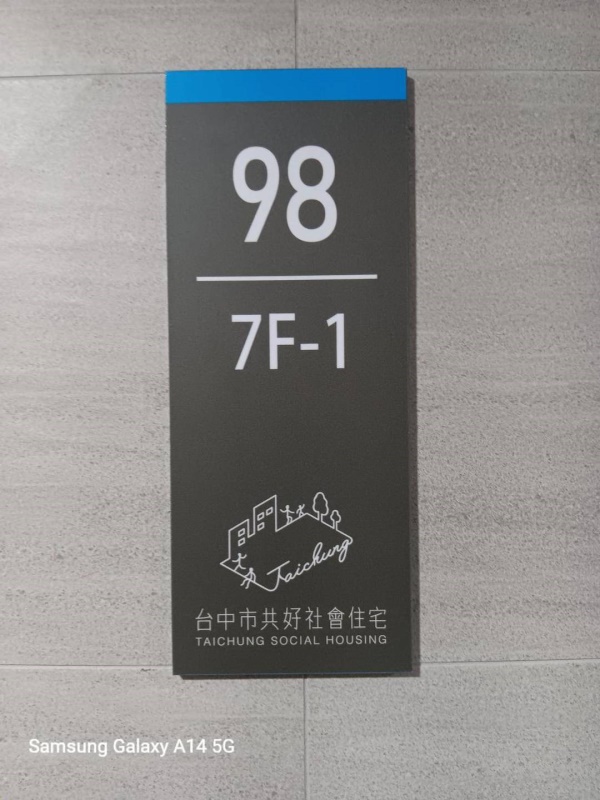 98
7F-1
Taichung
台中市共好社會住宅
TAICHUNG SOCIAL HOUSING
Samsung Galaxy A14 5G